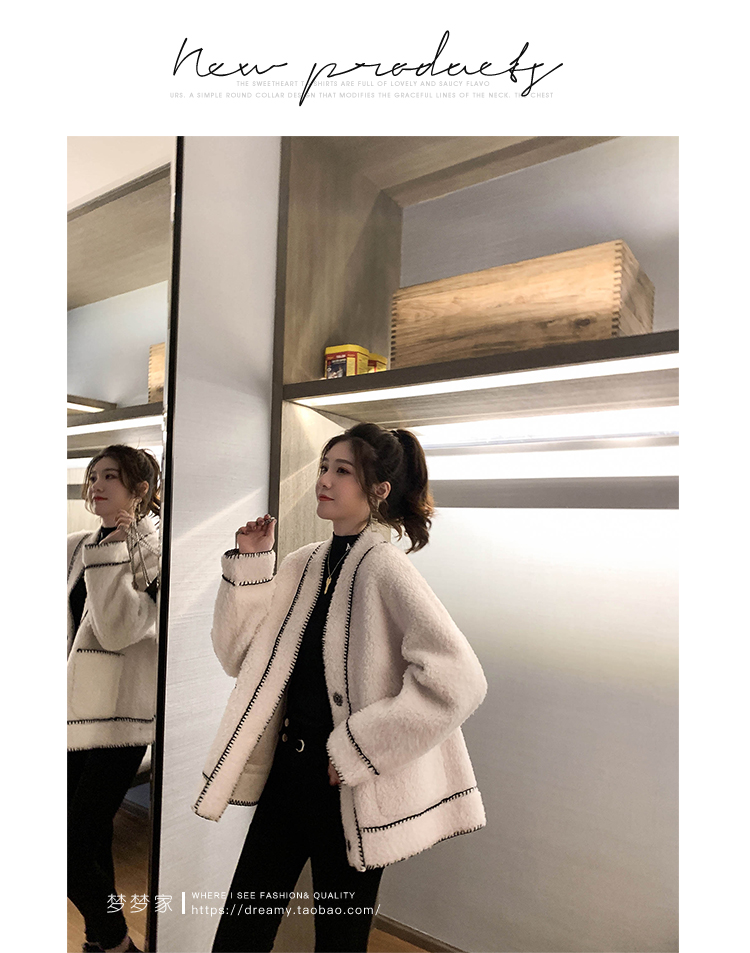 New products
THE SWEETHEART T-SHIRTS ARE FULL OF LOVELY AND SAUCY FLAVO
URS. A SIMPLE ROUND COLLAR DESIGN THAT MODIFIES THE GRACEFUL LINES OF THE NECK. CHEST
梦梦家
WHERE I SEE FASHION& QUALITY
https://dreamy.taobao.com/